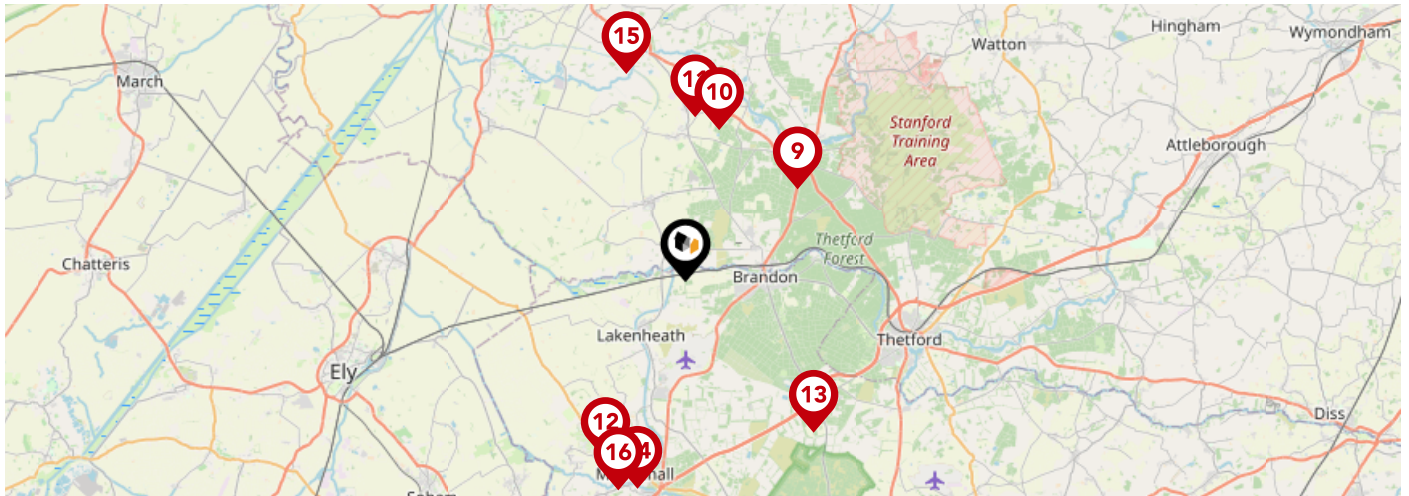 Hingham
Wymondham
15
Watton
March
10
Stanford
Training
Area
Attleborough
9
Thetford
Forest
Chatteris
Brandon
Lakenheath
Thetford
Ely
13
Diss
12
16